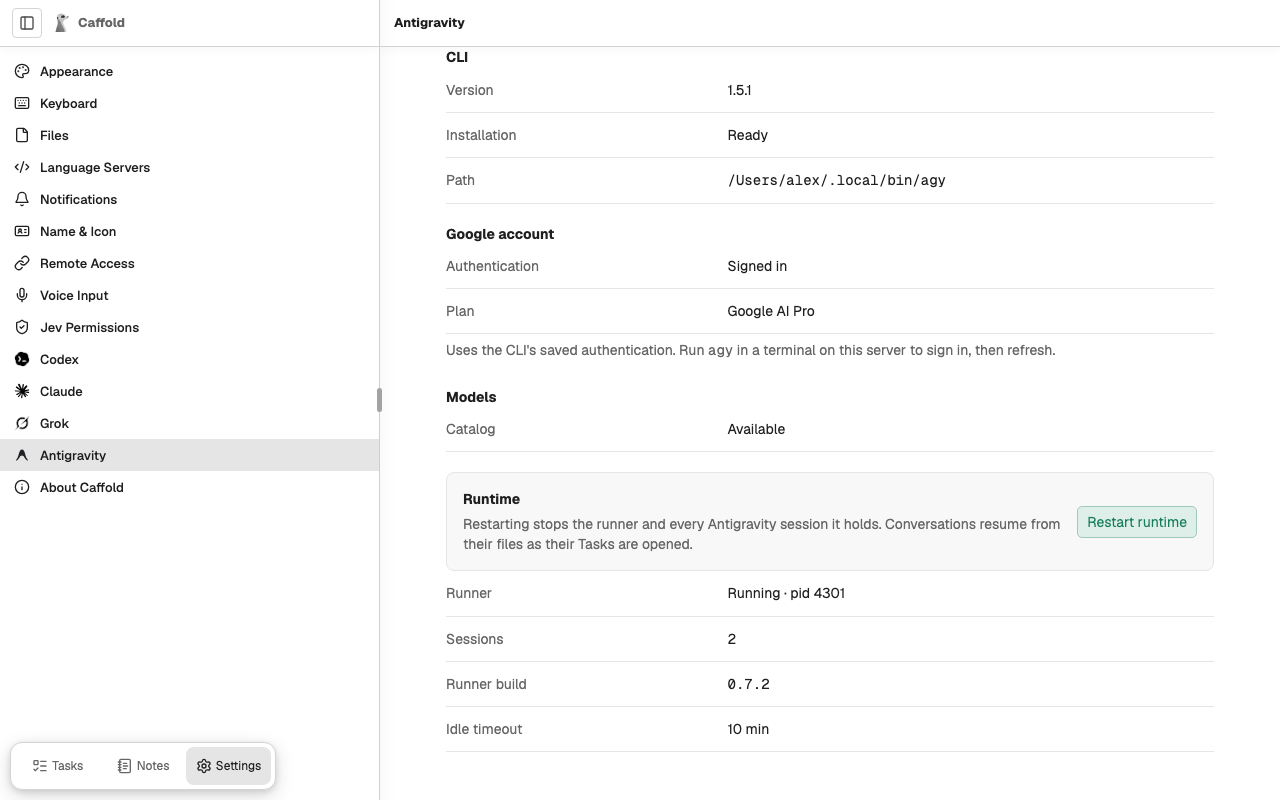 Caffold
Antigravity
Appearance
Keyboard
Files
Language Servers
Notifications
Name & Icon
Remote Access
Voice Input
Jev Permissions
Codex
Claude
Grok
Antigravity
About Caffold
Tasks
Notes
Settings
CLI
Version 1.5.1
Installation Ready
Path /Users/alex/.local/bin/agy
Google account
Authentication Signed in
Plan Google AI Pro
Uses the CLI's saved authentication. Run agy in a terminal on this server to sign in, then refresh.
Models
Catalog Available
Runtime
Restarting stops the runner and every Antigravity session it holds. Conversations resume from
their files as their Tasks are opened.
Restart runtime
Runner Running · pid 4301
Sessions 2
Runner build 0.7.2
Idle timeout 10 min